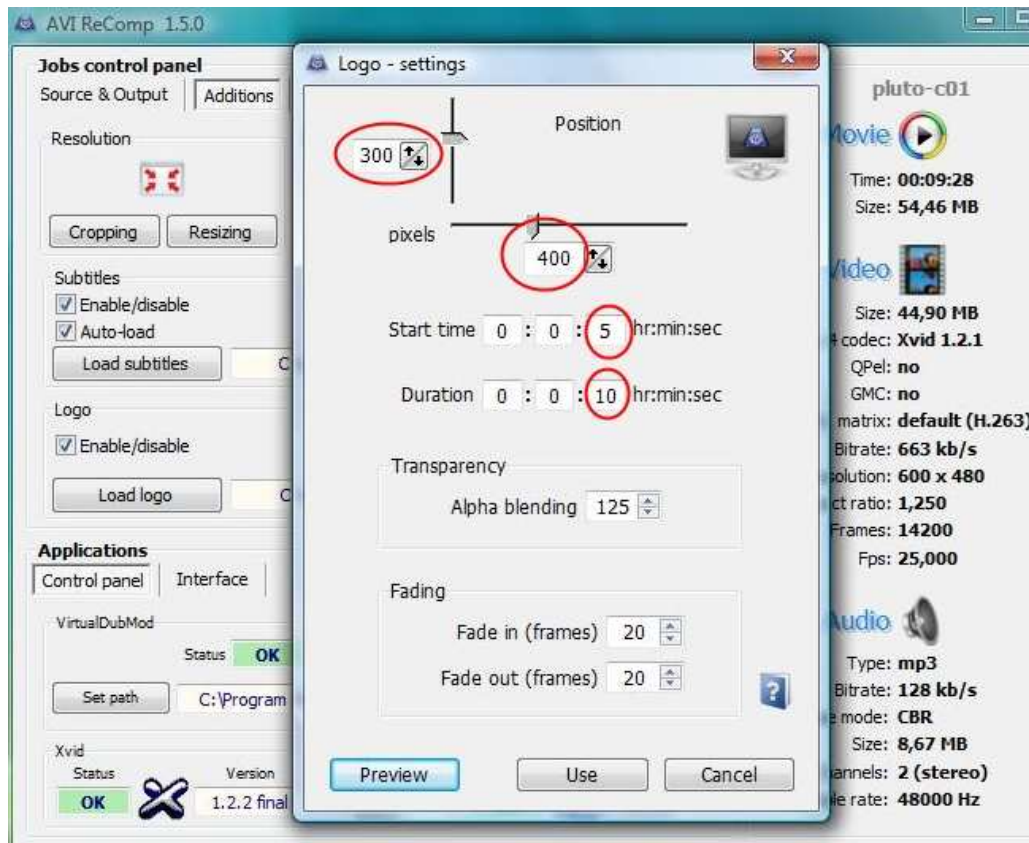 AVI ReComp 1.5.0
Jobs control panel
Source & Output
Additions
Resolution
Cropping
Resizing
Subtitles
Enable/disable
Auto-load
Load subtitles
C
Logo
Enable/disable
Load logo
C
Applications
Control panel
Interface
VirtualDubMod
Status OK
Set path
C:\Program
Xvid
Status
Version
OK
1.2.2 final
Logo - settings
Position
300
pixels
400
Start time 0 : 0 : 5 hr:min:sec
Duration 0 : 0 : 10 hr:min:sec
Transparency
Alpha blending 125
Fading
Fade in (frames) 20
Fade out (frames) 20
?
Preview
Use
Cancel
pluto-c01
Movie
Time: 00:09:28
Size: 54,46 MB
Video
Size: 44,90 MB
codec: Xvid 1.2.1
QPel: no
GMC: no
matrix: default (H.263)
Bitrate: 663 kb/s
solution: 600 x 480
ct ratio: 1,250
Frames: 14200
Fps: 25,000
Audio
Type: mp3
Bitrate: 128 kb/s
mode: CBR
Size: 8,67 MB
annels: 2 (stereo)
le rate: 48000 Hz